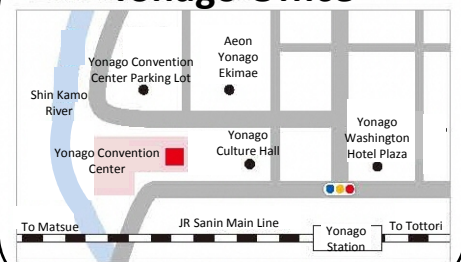 Yonago Office
Aeon
Yonago
Ekimae
Yonago Convention
Center Parking Lot
Shin Kamo
River
Yonago
Washington
Hotel Plaza
Yonago
Culture Hall
Yonago Convention
Center
To Matsue
JR Sanin Main Line
Yonago
Station
To Tottori